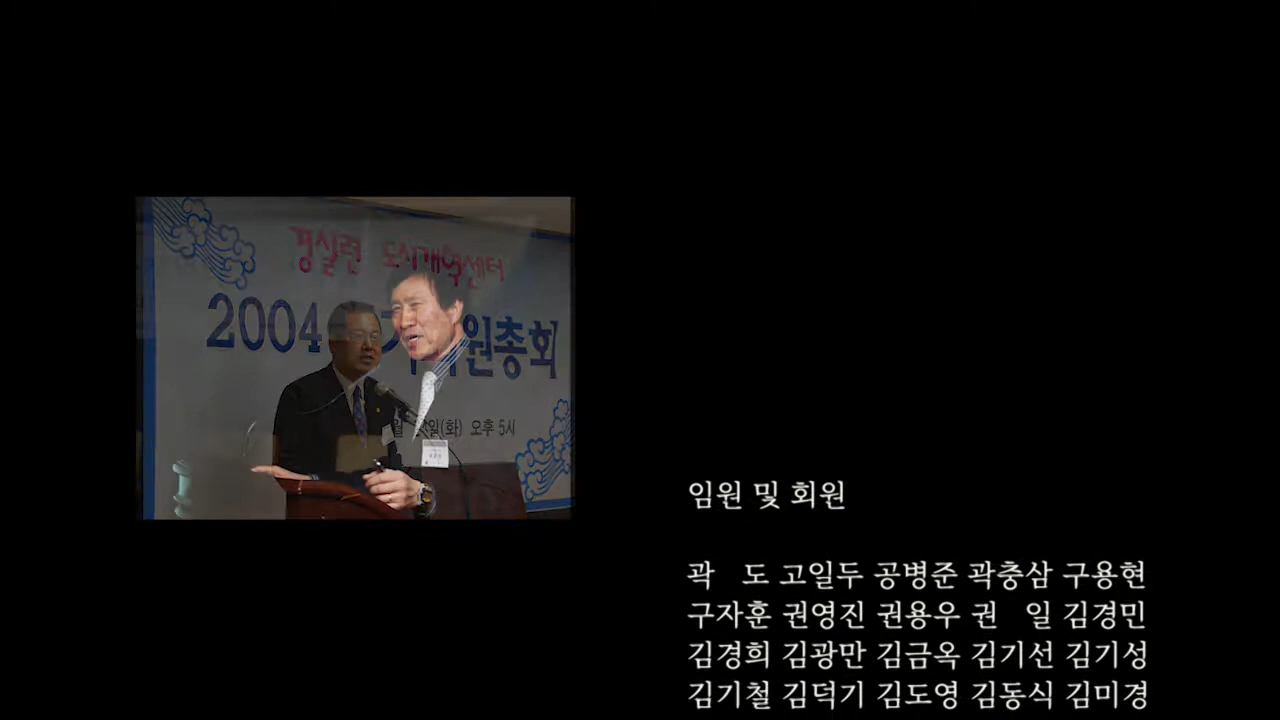 경실련 도시개혁센터
2004 원총회
일(화) 오후 5시
임원 및 회원
곽 도 고일두 공병준 곽충삼 구용현
구자훈 권영진 권용우 권 일 김경민
김경희 김광만 김금옥 김기선 김기성
김기철 김덕기 김도영 김동식 김미경